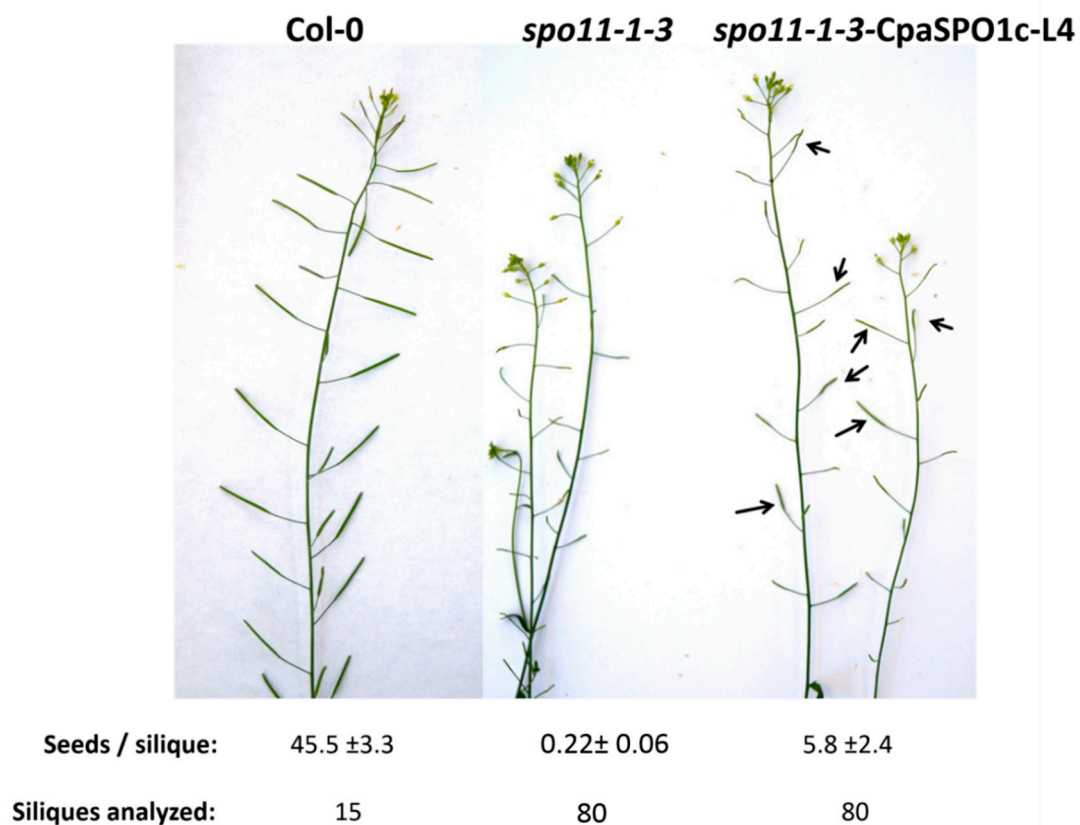 Col-0 spo11-1-3 spo11-1-3-CpaSPO1c-L4
Seeds / silique: 45.5 ±3.3 0.22± 0.06 5.8 ±2.4
Siliques analyzed: 15 80 80